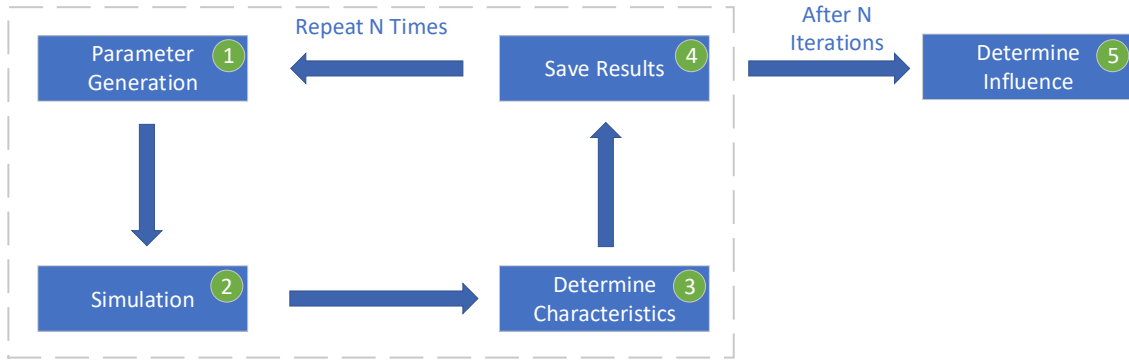 Parameter
Generation
1
Repeat N Times
Save Results
4
After N
Iterations
Determine
Influence
5
Simulation
2
Determine
Characteristics
3